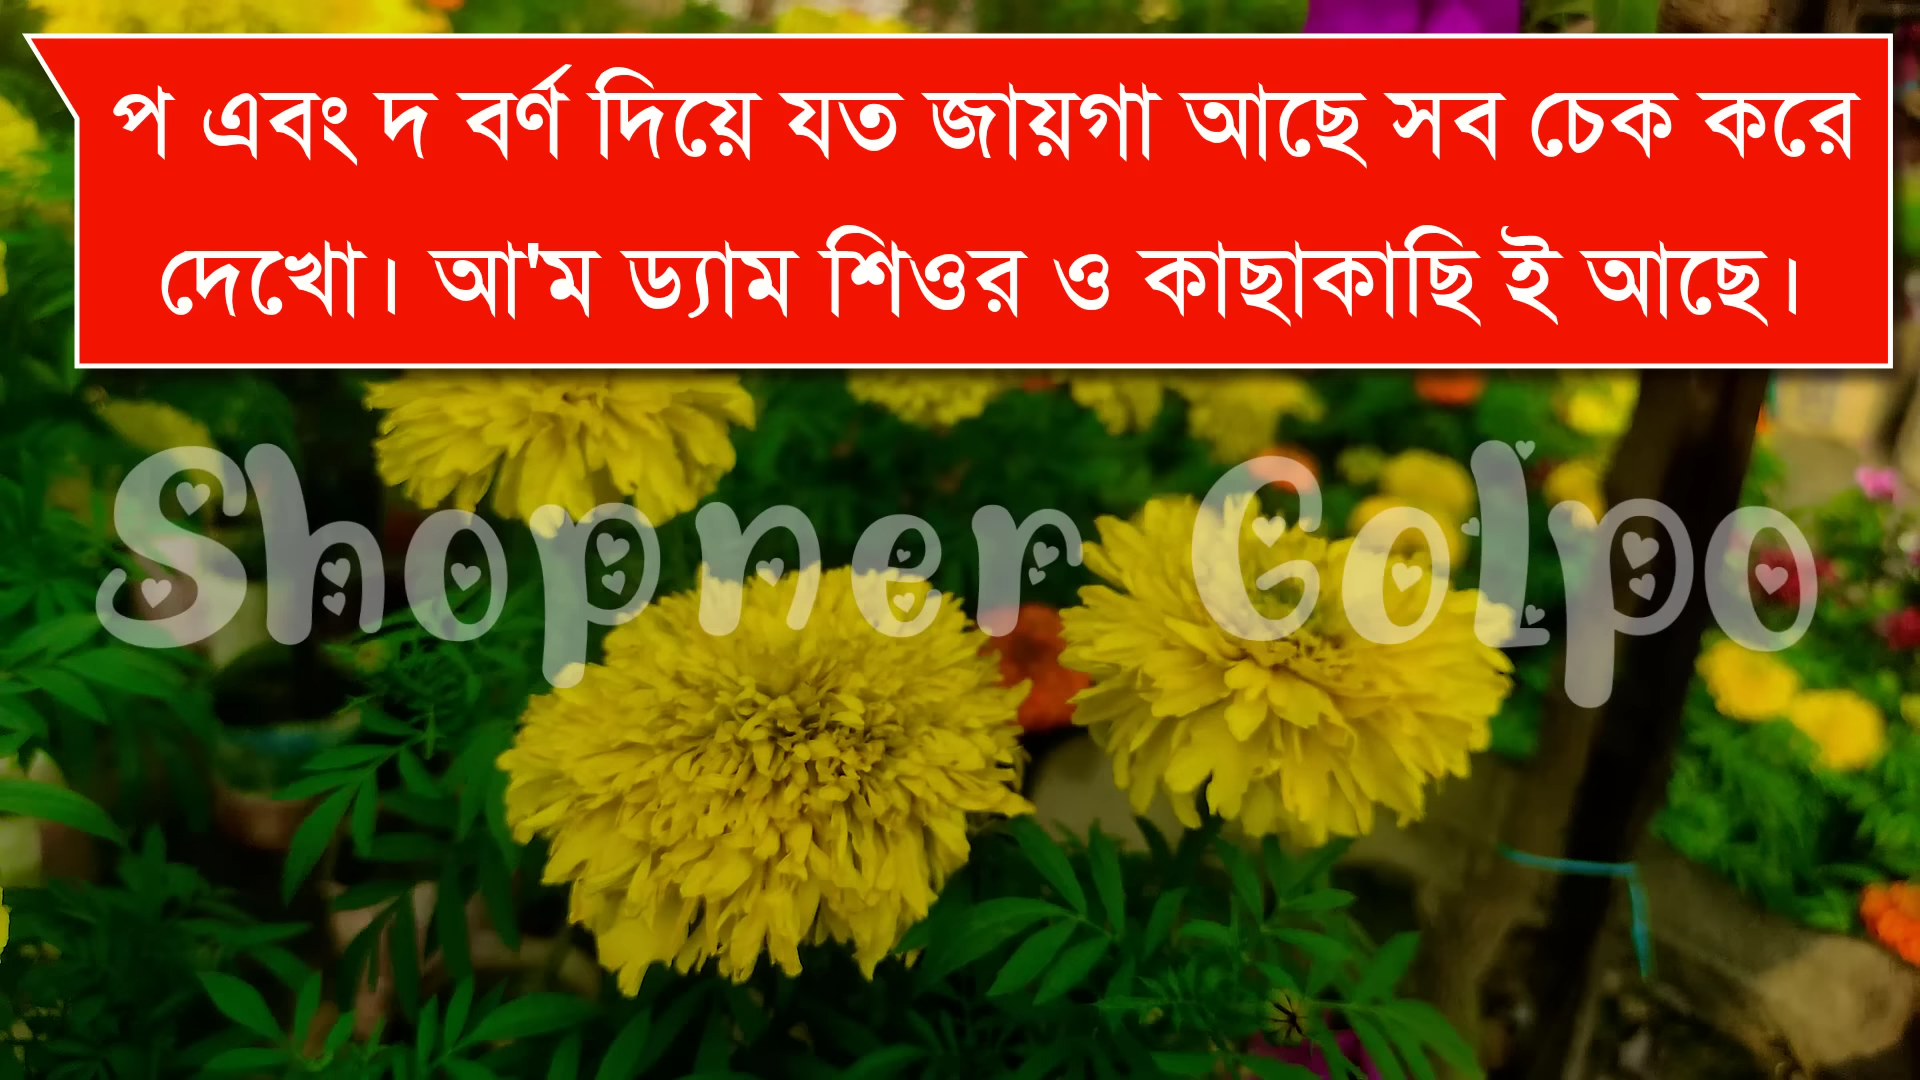 প এবং দ বর্ণ দিয়ে যত জায়গা আছে সব চেক করে
দেখো। আ'ম ড্যাম শিওর ও কাছাকাছি ই আছে।
Shopner Golpo